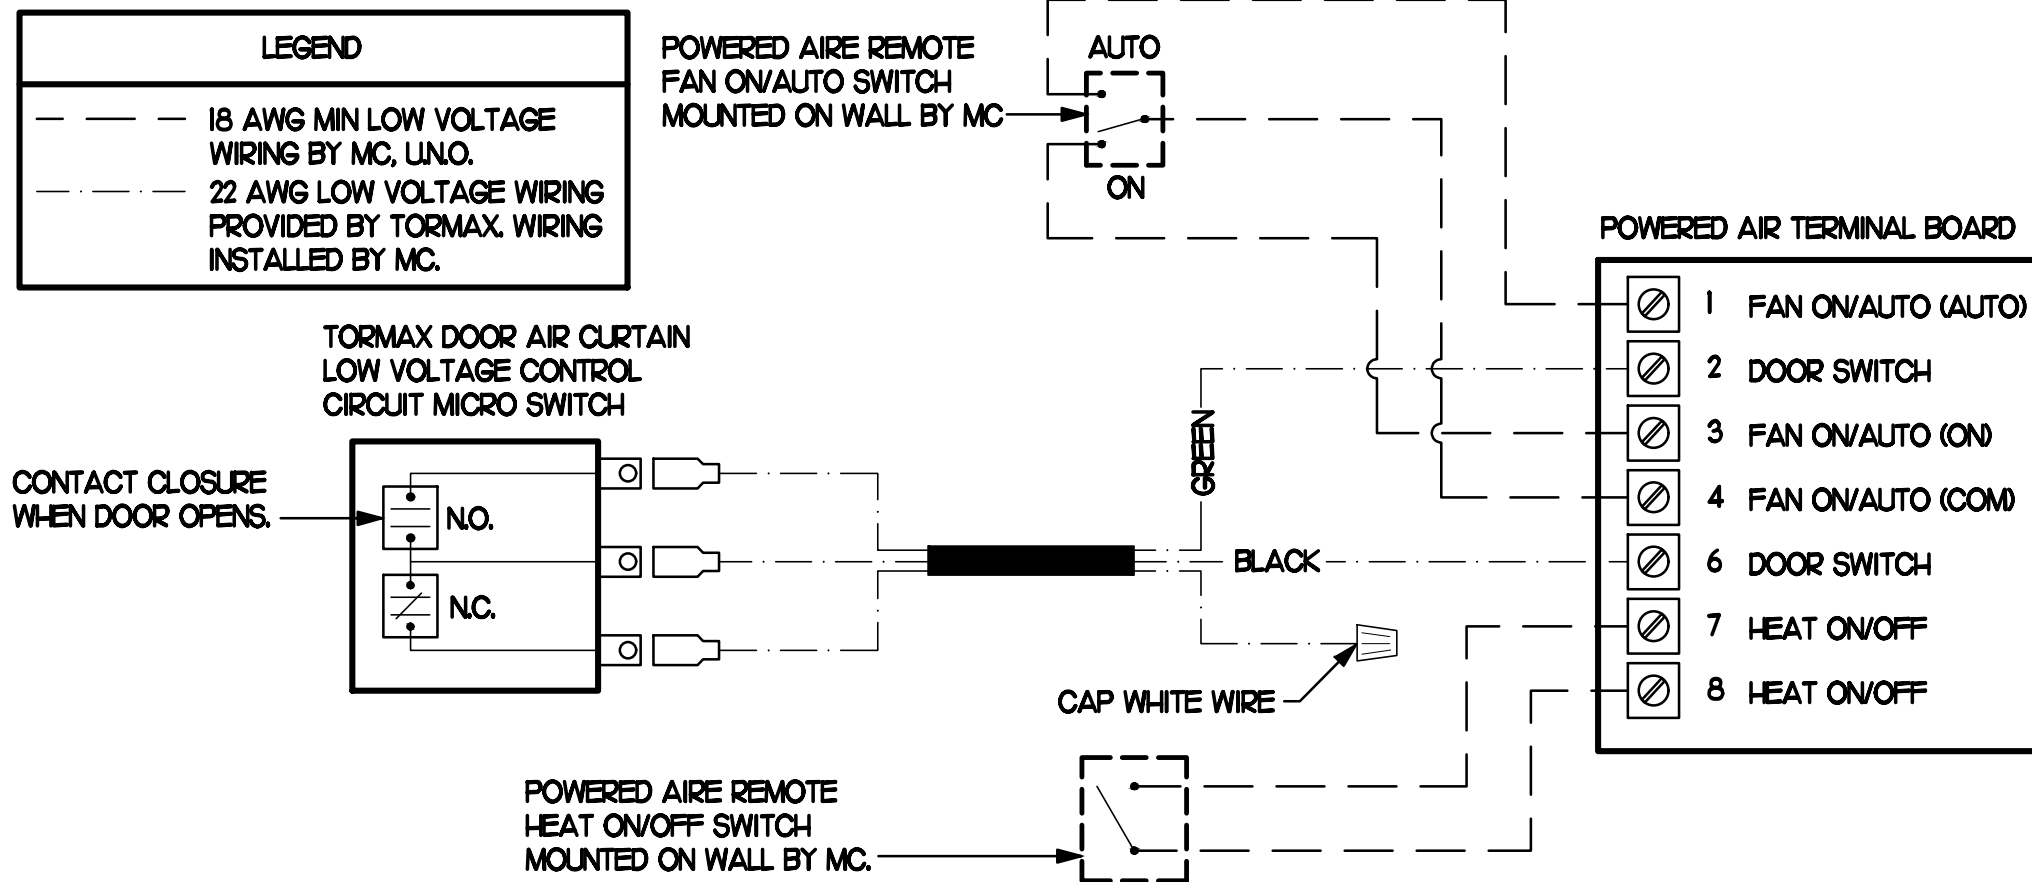 LEGEND
18 AWG MIN LOW VOLTAGE
WIRING BY MC, U.N.O.
22 AWG LOW VOLTAGE WIRING
PROVIDED BY TORMAX. WIRING
INSTALLED BY MC.
POWERED AIRE REMOTE
FAN ON/AUTO SWITCH
MOUNTED ON WALL BY MC
AUTO
ON
POWERED AIR TERMINAL BOARD
1 FAN ON/AUTO (AUTO)
2 DOOR SWITCH
3 FAN ON/AUTO (ON)
4 FAN ON/AUTO (COM)
6 DOOR SWITCH
7 HEAT ON/OFF
8 HEAT ON/OFF
TORMAX DOOR AIR CURTAIN
LOW VOLTAGE CONTROL
CIRCUIT MICRO SWITCH
CONTACT CLOSURE
WHEN DOOR OPENS.
N.O.
N.C.
GREEN
BLACK
CAP WHITE WIRE
POWERED AIRE REMOTE
HEAT ON/OFF SWITCH
MOUNTED ON WALL BY MC.